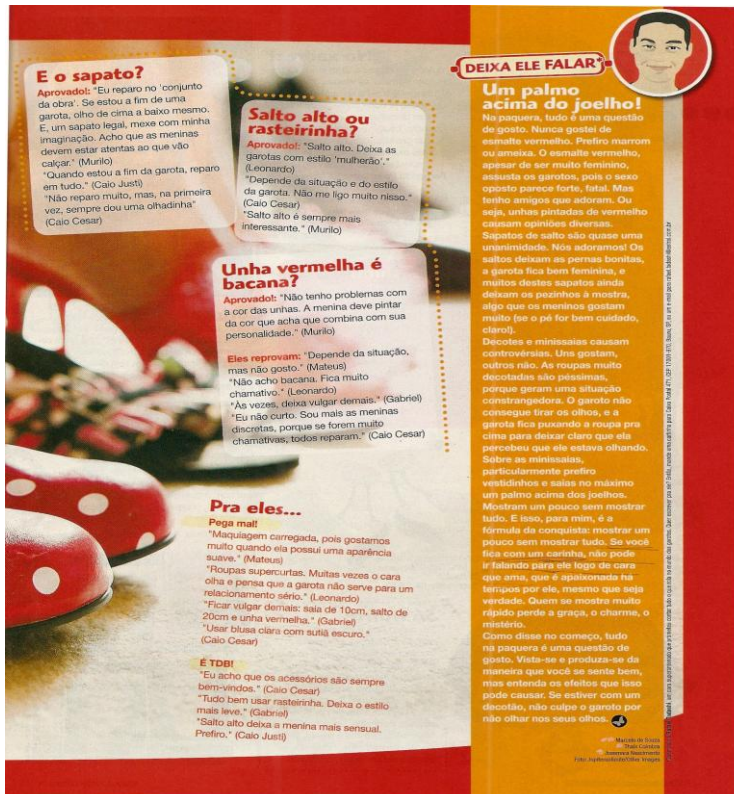 E o sapato?
Aprovado!: "Eu reparo no 'conjunto
da obra'. Se estou a fim de uma
garota, olho de cima a baixo mesmo.
E, um sapato legal, mexe com minha
imaginação. Acho que as meninas
devem estar atentas ao que vão
calçar." (Murilo)
"Quando estou a fim da garota, reparo
em tudo." (Caio Justi)
"Não reparo muito, mas, na primeira
vez, sempre dou uma olhadinha"
(Caio Cesar)
Salto alto ou
rasteirinha?
Aprovado!: "Salto alto. Deixa as
garotas com estilo 'mulherão'."
(Leonardo)
"Depende da situação e do estilo
da garota. Não me ligo muito nisso."
(Caio Cesar)
"Salto alto é sempre mais
interessante." (Murilo)
Unha vermelha é
bacana?
Aprovado!: "Não tenho problemas com
a cor das unhas. A menina deve pintar
da cor que acha que combina com sua
personalidade." (Murilo)
Eles reprovam: "Depende da situação,
mas não gosto." (Mateus)
"Não acho bacana. Fica muito
chamativo." (Leonardo)
"Às vezes, deixa vulgar demais." (Gabriel)
"Eu não curto. Sou mais as meninas
discretas, porque se forem muito
chamativas, todos reparam." (Caio Cesar)
Pra eles...
Pega mal!
"Maquiagem carregada, pois gostamos
muito quando ela possui uma aparência
suave." (Mateus)
"Roupas supercurtas. Muitas vezes o cara
olha e pensa que a garota não serve para um
relacionamento sério." (Leonardo)
"Ficar vulgar demais: saia de 10cm, salto de
20cm e unha vermelha." (Gabriel)
"Usar blusa clara com sutiã escuro."
(Caio Cesar)
É TDB!
"Eu acho que os acessórios são sempre
bem-vindos." (Caio Cesar)
"Tudo bem usar rasteirinha. Deixa o estilo
mais leve." (Gabriel)
"Salto alto deixa a menina mais sensual.
Prefiro." (Caio Justi)
DEIXA ELE FALAR*
Um palmo
acima do joelho!
Na paquera, tudo é uma questão
de gosto. Nunca gostei de
esmalte vermelho. Prefiro marrom
ou ameixa. O esmalte vermelho,
apesar de ser muito feminino,
assusta os garotos, pois o sexo
oposto parece forte, fatal. Mas
tenho amigos que adoram. Ou
seja, unhas pintadas de vermelho
causam opiniões diversas.
Sapatos de salto são quase uma
unanimidade. Nós adoramos! Os
saltos deixam as pernas bonitas,
a garota fica bem feminina, e
muitos destes sapatos ainda
deixam os pezinhos à mostra,
algo que os meninos gostam
muito (se o pé for bem cuidado,
claro!).
Decotes e minissaias causam
controvérsias. Uns gostam,
outros não. As roupas muito
decotadas são péssimas,
porque geram uma situação
constrangedora. O garoto não
consegue tirar os olhos, e a
garota fica puxando a roupa pra
cima para deixar claro que ela
percebeu que ele estava olhando.
Sobre as minissaias,
particularmente prefiro
vestidinhos e saias no máximo
um palmo acima dos joelhos.
Mostram um pouco sem mostrar
tudo. E isso, para mim, é a
fórmula da conquista: mostrar um
pouco sem mostrar tudo. Se você
fica com um carinha, não pode
ir falando para ele logo de cara
que ama, que é apaixonada há
tempos por ele, mesmo que seja
verdade. Quem se mostra muito
rápido perde a graça, o charme, o
mistério.
Como disse no começo, tudo
na paquera é uma questão de
gosto. Vista-se e produza-se da
maneira que você se sente bem,
mas entenda os efeitos que isso
pode causar. Se estiver com um
decotão, não culpe o garoto por
não olhar nos seus olhos.